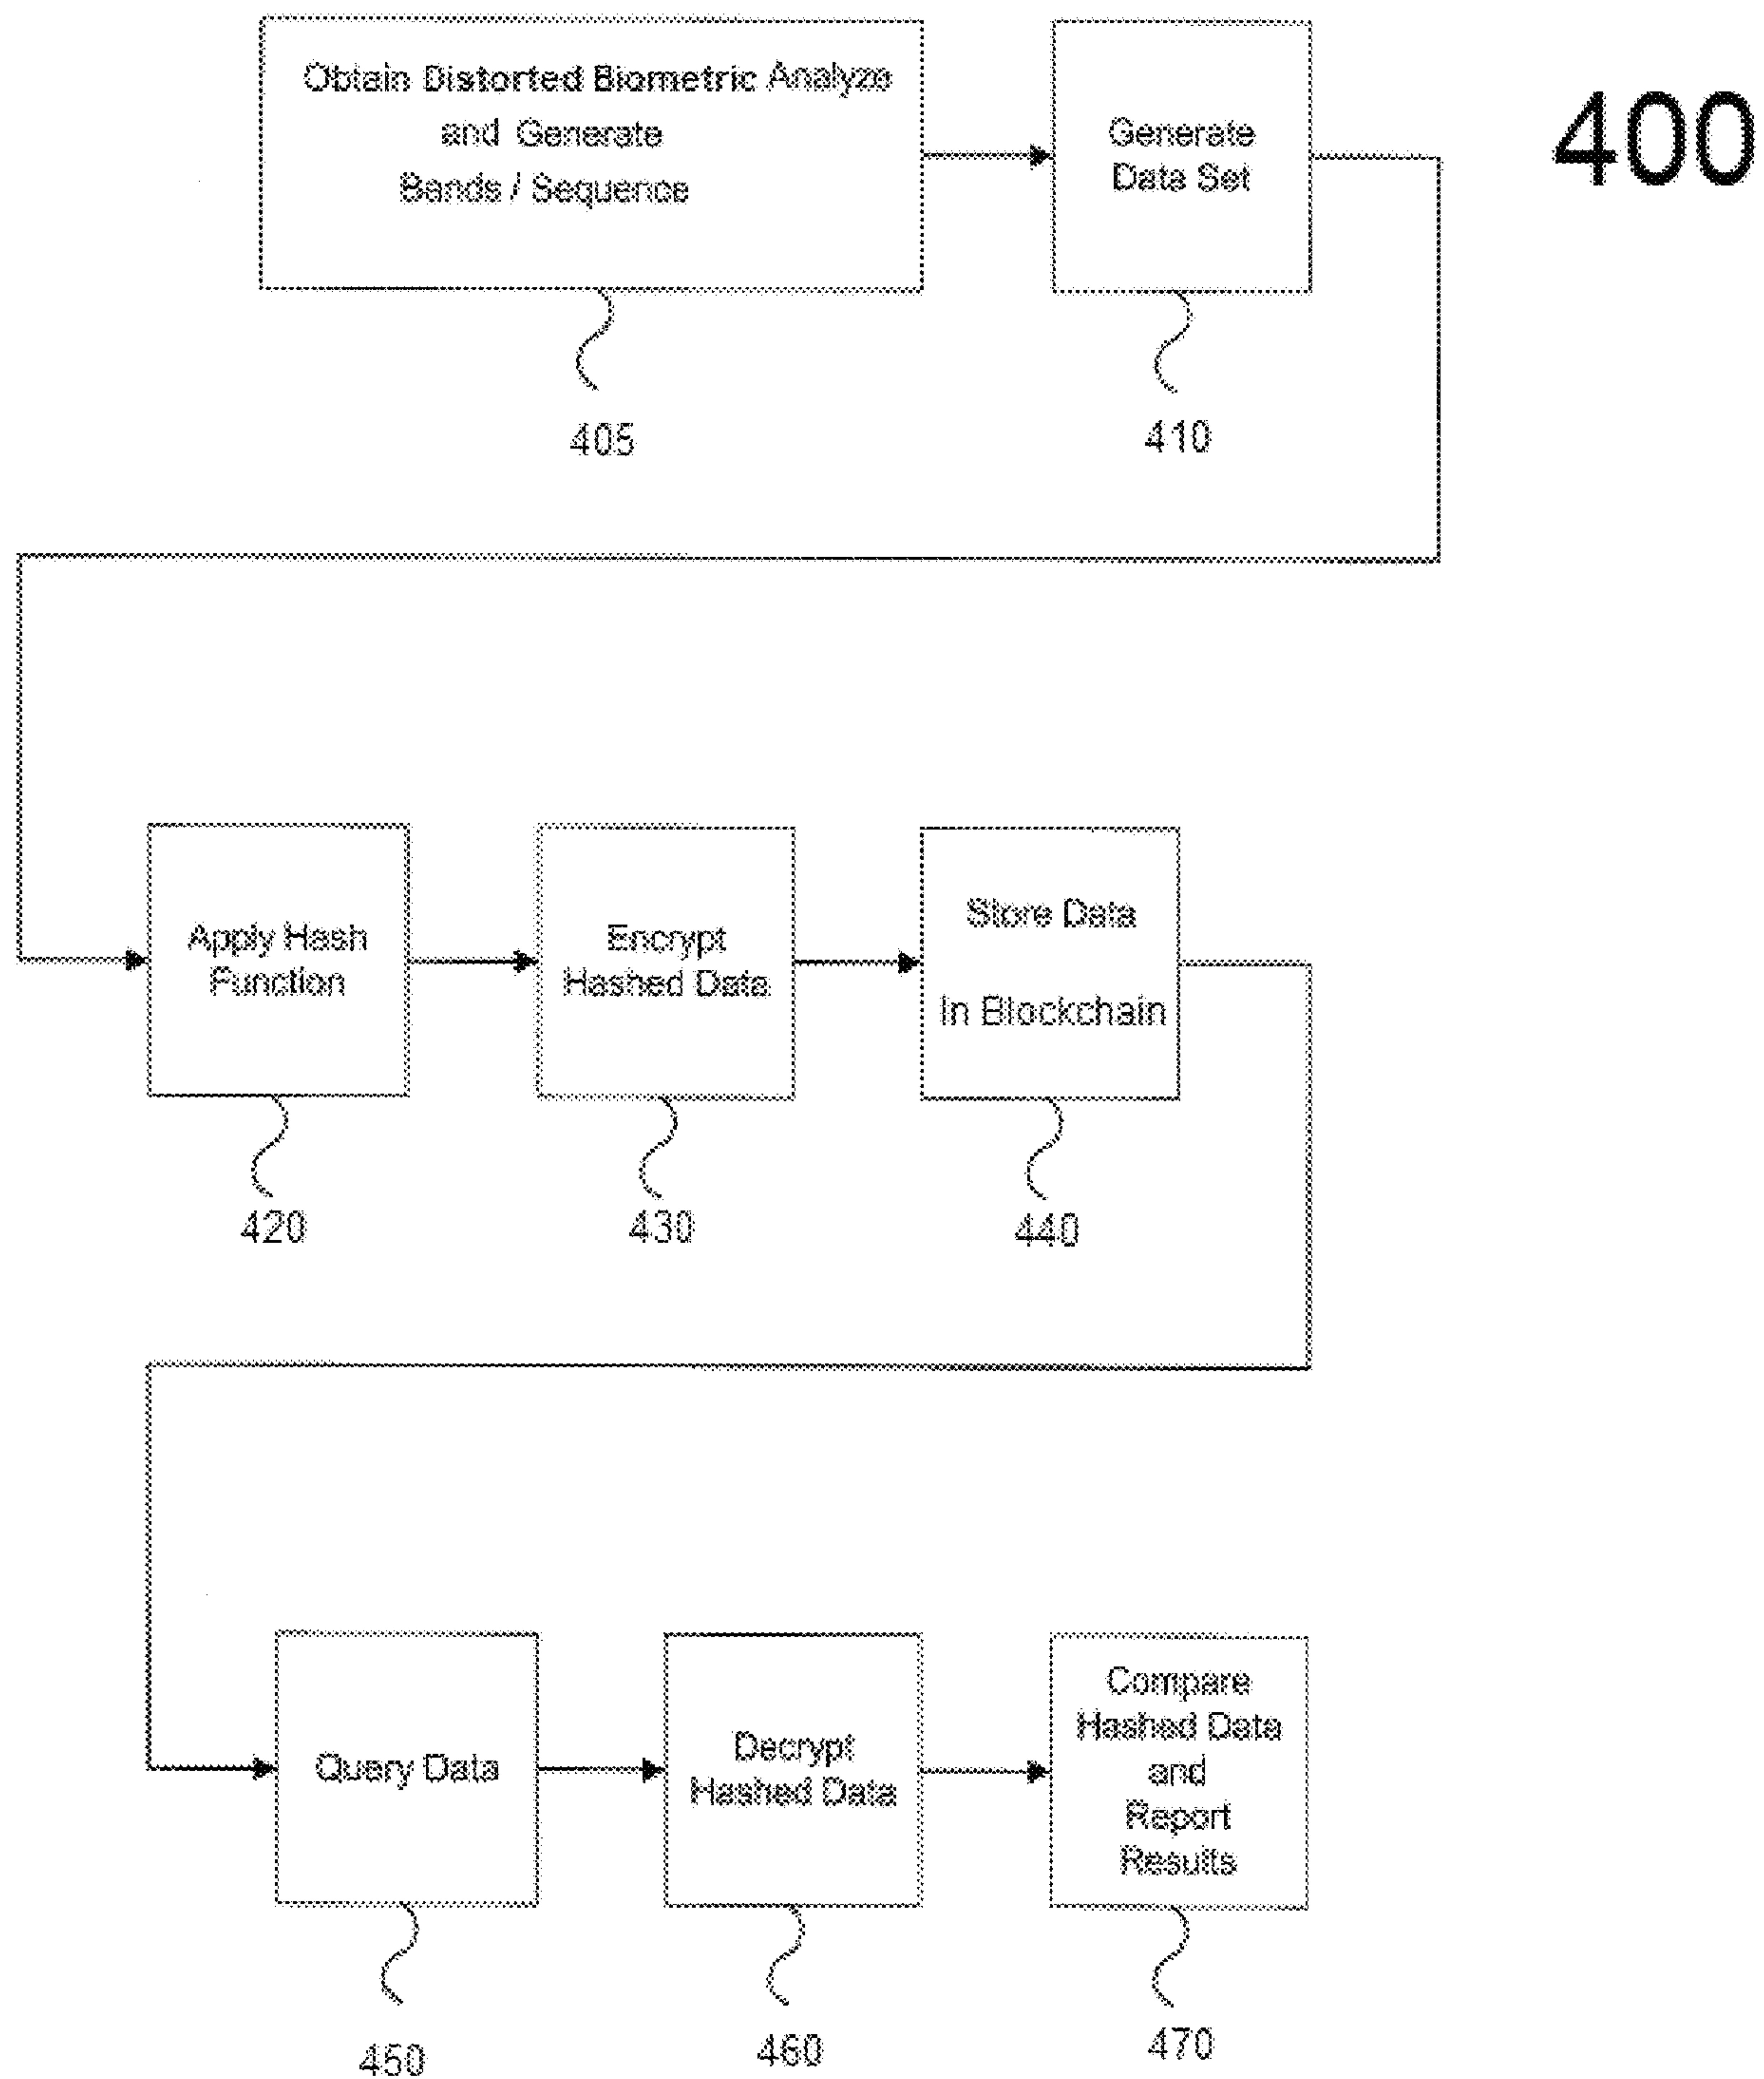 Obtain Distorted Biometric Analyze
and Generate
Bands / Sequence
Generate
Data Set
400
405
410
Apply Hash
Function
Encrypt
Hashed Data
Store Data
In Blockchain
420
430
440
Query Data
Decrypt
Hashed Data
Compare
Hashed Data
and
Report
Results
450
460
470